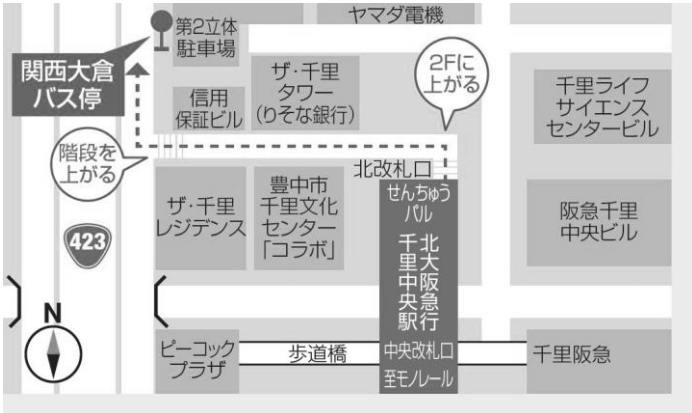 ヤマダ電機
第2立体
駐車場
関西大倉
バス停
2Fに
上がる
ザ・千里
タワー
(りそな銀行)
千里ライフ
サイエンス
センタービル
信用
保証ビル
階段を
上がる
北改札口
せんちゅう
パル
ザ・千里
レジデンス
豊中市
千里文化
センター
「コラボ」
阪急千里
中央ビル
423
北大阪急行
千里中央駅
N
ピーコック
プラザ
歩道橋
中央改札口
至モノレール
千里阪急